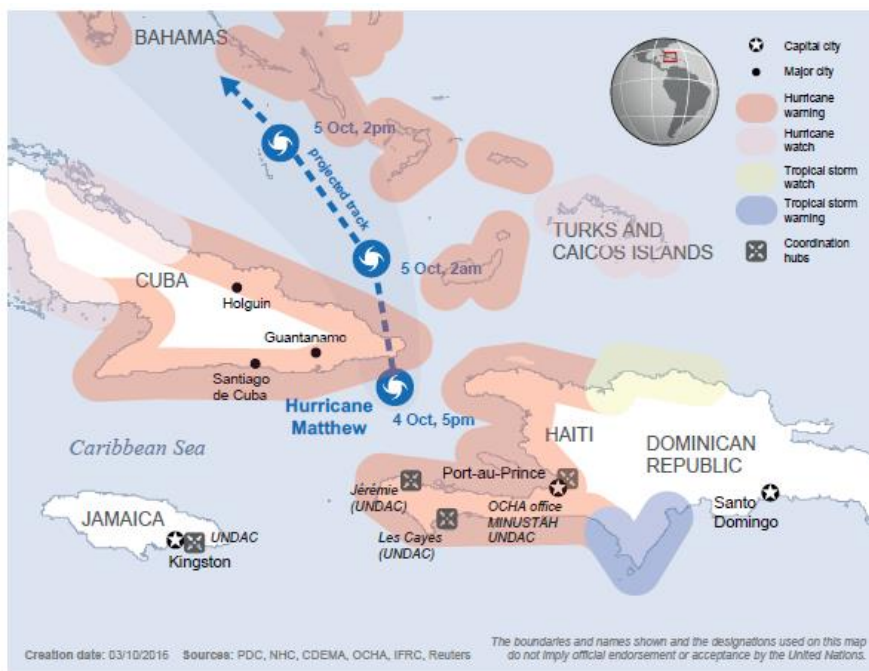 BAHAMAS
5 Oct, 2pm
projected track
5 Oct, 2am
TURKS AND
CAICOS ISLANDS
CUBA
Holguin
Guantanamo
Santiago
de Cuba
Hurricane
Matthew
4 Oct, 5pm
Caribbean Sea
HAITI
DOMINICAN
REPUBLIC
Port-au-Prince
Jérémie
(UNDAC)
OCHA office
MINUSTAH
UNDAC
Les Cayes
(UNDAC)
Santo
Domingo
JAMAICA
UNDAC
Kingston
Capital city
Major city
Hurricane
warning
Hurricane
watch
Tropical storm
watch
Tropical storm
warning
Coordination
hubs
Creation date: 03/10/2016 Sources: PDC, NHC, CDEMA, OCHA, IFRC, Reuters
The boundaries and names shown and the designations used on this map
do not imply official endorsement or acceptance by the United Nations.